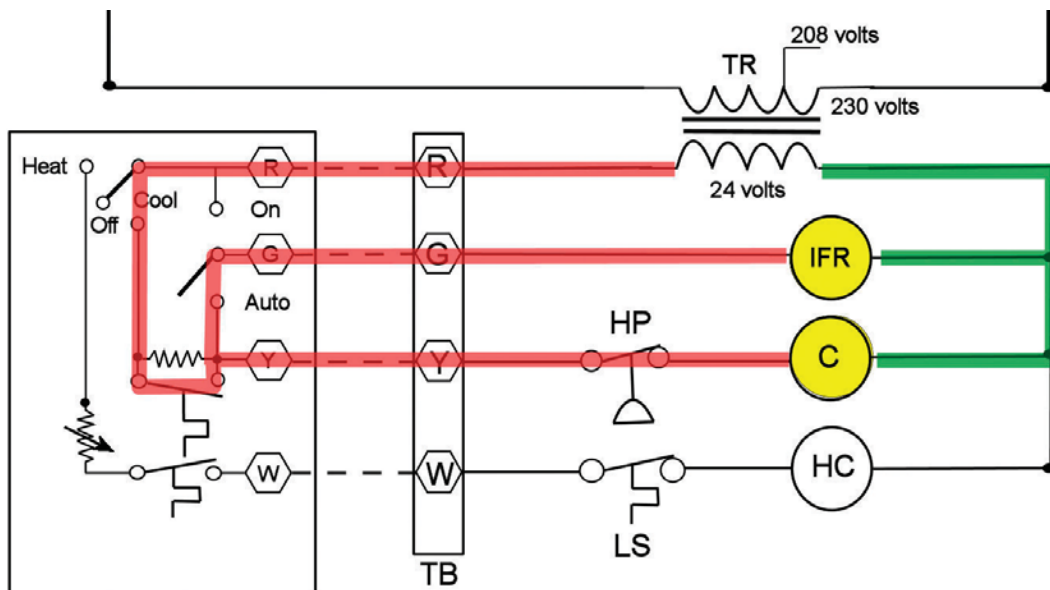 208 volts
TR
230 volts
Heat
R
R
24 volts
Cool
Off
On
G
G
IFR
Auto
HP
Y
Y
C
W
W
HC
LS
TB